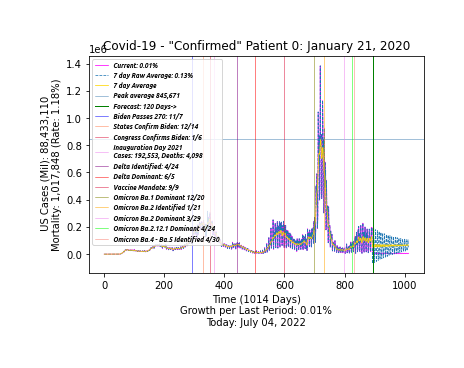 Covid-19 - "Confirmed" Patient 0: January 21, 2020
1e6
1.4
1.2
1.0
0.8
0.6
0.4
0.2
0.0
US Cases (Mil): 88,433,110
Mortality: 1,017,848 (Rate: 1.18%)
Current: 0.01%
7 day Raw Average: 0.13%
7 day Average
Peak average 845,671
Forecast: 120 Days->
Biden Passes 270: 11/7
States Confirm Biden: 12/14
Congress Confirms Biden: 1/6
Inauguration Day 2021
Cases: 192,553, Deaths: 4,098
Delta Identified: 4/24
Delta Dominant: 6/5
Vaccine Mandate: 9/9
Omicron Ba.1 Dominant 12/20
Omicron Ba.2 Identified 1/21
Omicron Ba.2 Dominant 3/29
Omicron Ba.2.12.1 Dominant 4/24
Omicron Ba.4 - Ba.5 Identified 4/30
0 200 400 600 800 1000
Time (1014 Days)
Growth per Last Period: 0.01%
Today: July 04, 2022